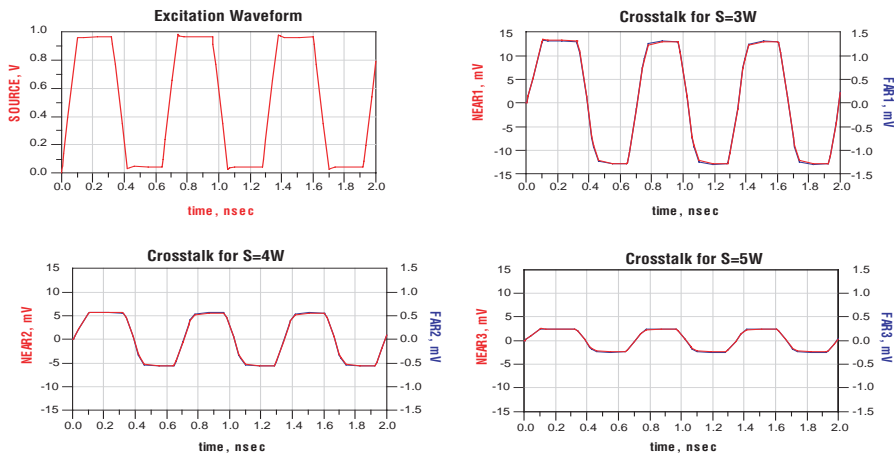 Excitation Waveform
SOURCE, V
1.0
0.8
0.6
0.4
0.2
0.0
0.0 0.2 0.4 0.6 0.8 1.0 1.2 1.4 1.6 1.8 2.0
time, nsec
Crosstalk for S=3W
NEAR1, mV
15
10
5
0
-5
-10
-15
1.5
1.0
0.5
0.0
-0.5
-1.0
-1.5
FAR1, mV
0.0 0.2 0.4 0.6 0.8 1.0 1.2 1.4 1.6 1.8 2.0
time, nsec
Crosstalk for S=4W
NEAR2, mV
15
10
5
0
-5
-10
-15
1.5
1.0
0.5
0.0
-0.5
-1.0
-1.5
FAR2, mV
0.0 0.2 0.4 0.6 0.8 1.0 1.2 1.4 1.6 1.8 2.0
time, nsec
Crosstalk for S=5W
NEAR3, mV
15
10
5
0
-5
-10
-15
1.5
1.0
0.5
0.0
-0.5
-1.0
-1.5
FAR3, mV
0.0 0.2 0.4 0.6 0.8 1.0 1.2 1.4 1.6 1.8 2.0
time, nsec